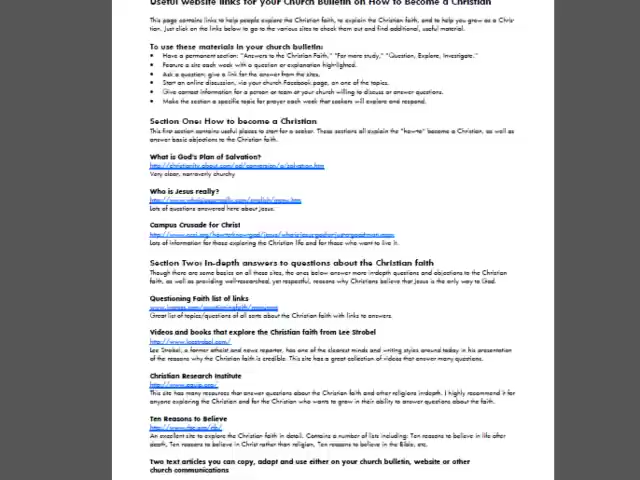 Useful website links for your Church Bulletin on How to Become a Christian
This page contains links to help people explore the Christian faith, to explain the Christian faith, and to help you grow as a Chris
tian. Just click on the links below to go to the various sites to check them out and find additional, useful material.
To use these materials in your church bulletin:
• Have a permanent section: "Answers to the Christian Faith," "For more study," "Question, Explore, Investigate."
• Feature a site each week with a question or explanation highlighted.
• Ask a question: give a link for the answer from the sites.
• Start an online discussion, via your church Facebook page, on one of the topics.
• Give contact information for a person or team at your church willing to discuss or answer questions.
• Make the section a specific topic for prayer each week that seekers will explore and respond.
Section One: How to become a Christian
This first section contains useful places to start for a seeker. These sections all explain the "how-to" become a Christian, as well as
answer basic objections to the Christian faith.
What is God's Plan of Salvation?
Very clear, non-overly churchy
Who is Jesus really?
Lots of questions answered here about Jesus.
Campus Crusade for Christ
Lots of information for those exploring the Christian life and for those who want to live it.
Section Two: In-depth answers to questions about the Christian faith
Though there are some basics on all these sites, the ones below answer more in-depth questions and objections to the Christian
faith, as well as providing well-researched, yet respectful, reasons why Christians believe that Jesus is the only way to God.
Questioning Faith list of links
Great list of topics/questions of all sorts about the Christian faith with links to answers.
Videos and books that explore the Christian faith from Lee Strobel
http://www.leestrobel.com/
Lee Strobel, a former atheist and news reporter, has one of the clearest minds and writing styles around today in his presentation
of the reasons why the Christian faith is credible. This site has a great collection of videos that answer many questions.
Christian Research Institute
http://www.equip.org/
This site has many resources that answer questions about the Christian faith and other religions in-depth. I highly recommend it for
anyone exploring the Christian and for the Christian who wants to grow in their ability to answer questions about the faith.
Ten Reasons to Believe
An excellent site to explore the Christian faith in detail. Contains a number of lists including: Ten reasons to believe in life after
death, Ten reasons to believe in Christ rather than religion, Ten reasons to believe in the Bible, etc.
Two text articles you can copy, adapt and use either on your church bulletin, website or other
church communications